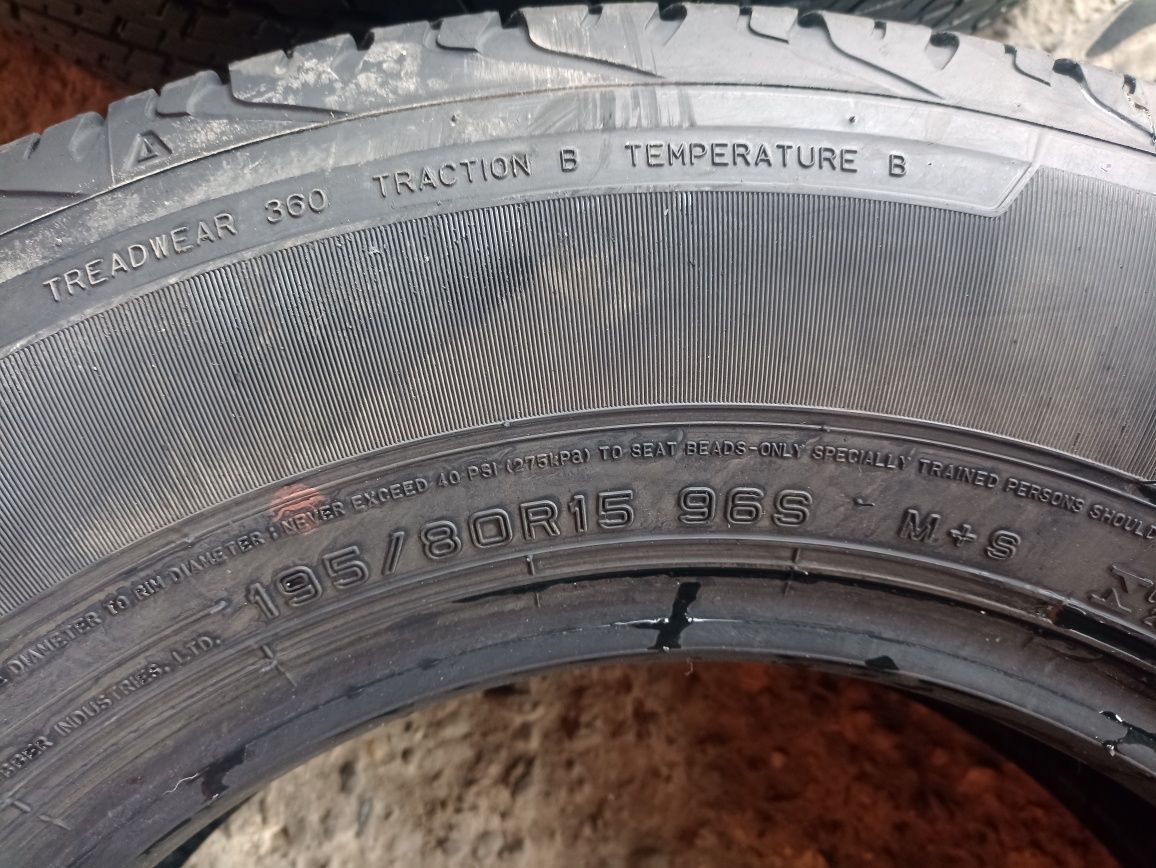 TREADWEAR 360 TRACTION B TEMPERATURE B
DIAMETER TO RIM DIAMETER; NEVER EXCEED 40 PSI (275kPa) TO SEAT BEADS-ONLY SPECIALLY TRAINED PERSONS SHOULD
INDUSTRIES, LTD. 195/80R15 96S M+S